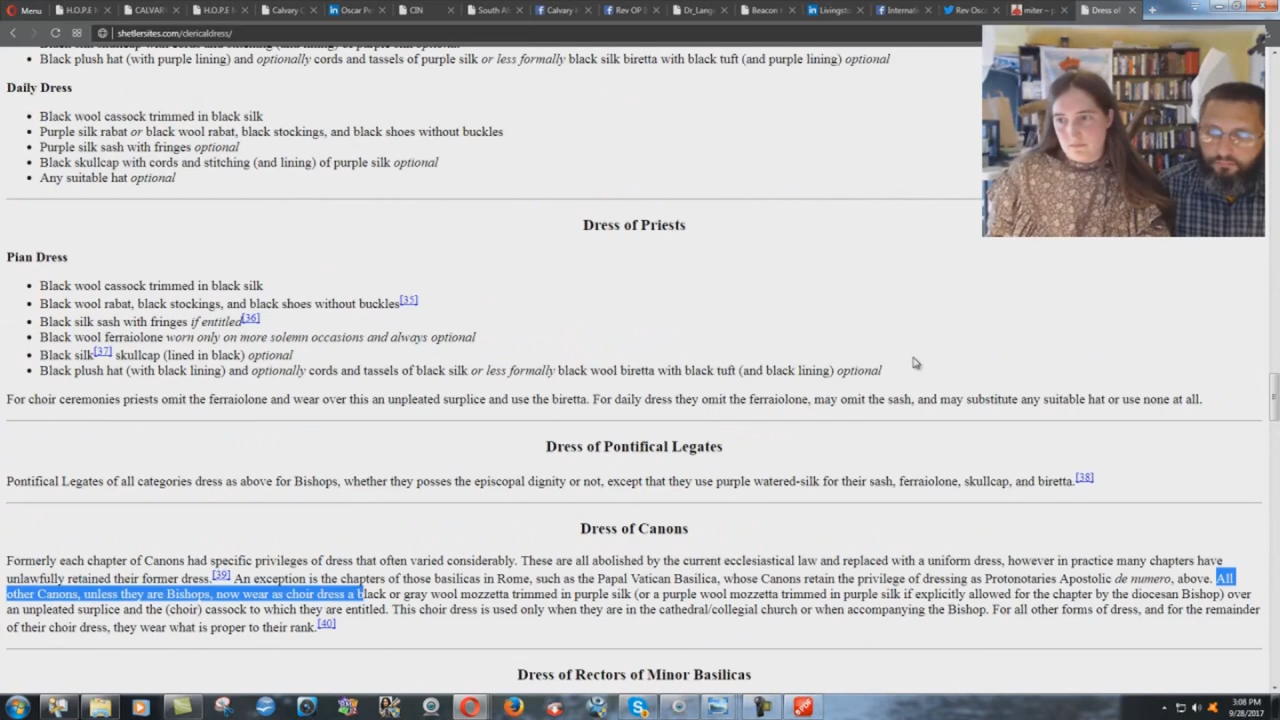 Menu H.O.P.E M CALVAR H.O.P.E M Calvary C Oscar Pe CIN South Af Calvary Rev OP Dr_Lang Beacon Livingsto Internati Rev Osc miter – Dress of
shetlersites.com/clericaldress/
Black plush hat (with purple lining) and optionally cords and tassels of purple silk or less formally black silk biretta with black tuft (and purple lining) optional
Daily Dress
Black wool cassock trimmed in black silk
Purple silk rabat or black wool rabat, black stockings, and black shoes without buckles
Purple silk sash with fringes optional
Black skullcap with cords and stitching (and lining) of purple silk optional
Any suitable hat optional
Dress of Priests
Pian Dress
Black wool cassock trimmed in black silk
Black wool rabat, black stockings, and black shoes without buckles[35]
Black silk sash with fringes if entitled[36]
Black wool ferraiolone worn only on more solemn occasions and always optional
Black silk[37] skullcap (lined in black) optional
Black plush hat (with black lining) and optionally cords and tassels of black silk or less formally black wool biretta with black tuft (and black lining) optional
For choir ceremonies priests omit the ferraiolone and wear over this an unpleated surplice and use the biretta. For daily dress they omit the ferraiolone, may omit the sash, and may substitute any suitable hat or use none at all.
Dress of Pontifical Legates
Pontifical Legates of all categories dress as above for Bishops, whether they posses the episcopal dignity or not, except that they use purple watered-silk for their sash, ferraiolone, skullcap, and biretta.[38]
Dress of Canons
Formerly each chapter of Canons had specific privileges of dress that often varied considerably. These are all abolished by the current ecclesiastical law and replaced with a uniform dress, however in practice many chapters have
unlawfully retained their former dress.[39] An exception is the chapters of those basilicas in Rome, such as the Papal Vatican Basilica, whose Canons retain the privilege of dressing as Protonotaries Apostolic de numero, above. All
other Canons, unless they are Bishops, now wear as choir dress a black or gray wool mozzetta trimmed in purple silk (or a purple wool mozzetta trimmed in purple silk if explicitly allowed for the chapter by the diocesan Bishop) over
an unpleated surplice and the (choir) cassock to which they are entitled. This choir dress is used only when they are in the cathedral/collegial church or when accompanying the Bishop. For all other forms of dress, and for the remainder
of their choir dress, they wear what is proper to their rank.[40]
Dress of Rectors of Minor Basilicas
3:08 PM
9/28/2017